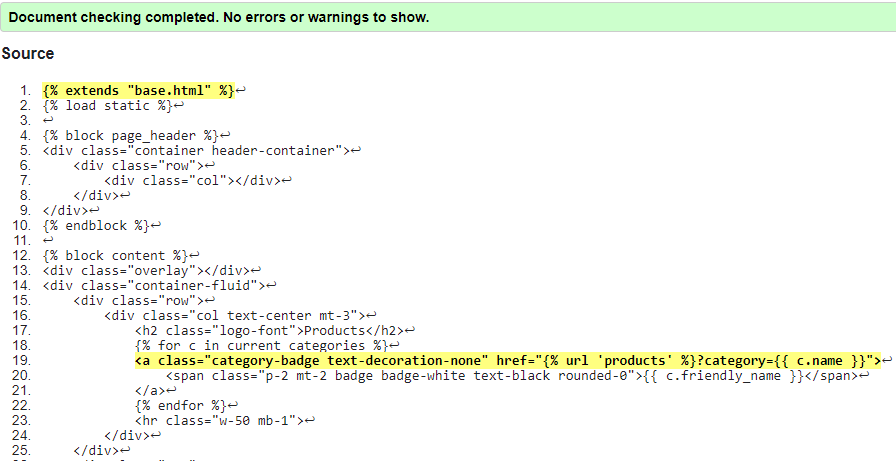 Document checking completed. No errors or warnings to show.
Source
1. {% extends "base.html" %}↩
2. {% load static %}↩
3. ↩
4. {% block page_header %}↩
5. <div class="container header-container">↩
6. <div class="row">↩
7. <div class="col"></div>↩
8. </div>↩
9. </div>↩
10. {% endblock %}↩
11. ↩
12. {% block content %}↩
13. <div class="overlay"></div>↩
14. <div class="container-fluid">↩
15. <div class="row">↩
16. <div class="col text-center mt-3">↩
17. <h2 class="logo-font">Products</h2>↩
18. {% for c in current_categories %}↩
19. <a class="category-badge text-decoration-none" href="{% url 'products' %}?category={{ c.name }}">↩
20. <span class="p-2 mt-2 badge badge-white text-black rounded-0">{{ c.friendly_name }}</span>↩
21. </a>↩
22. {% endfor %}↩
23. <hr class="w-50 mb-1">↩
24. </div>↩
25. </div>↩